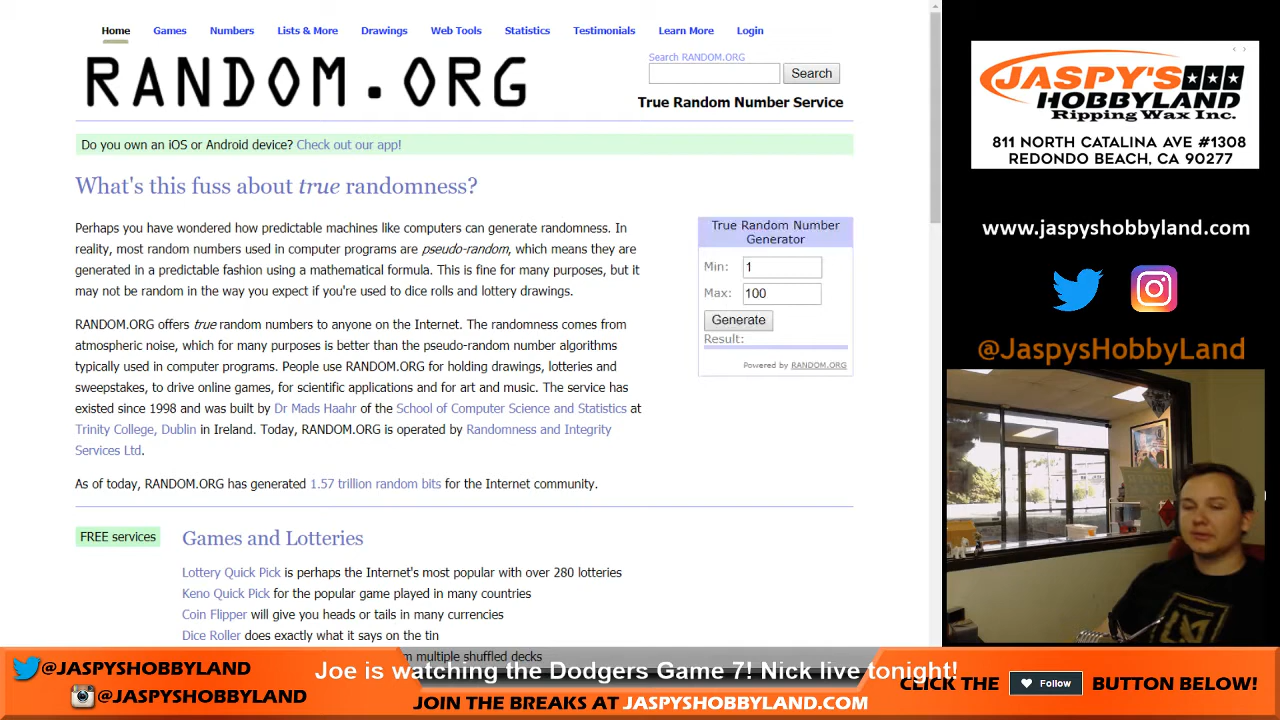 Home Games Numbers Lists & More Drawings Web Tools Statistics Testimonials Learn More Login
RANDOM.ORG
Search RANDOM.ORG
Search
True Random Number Service
Do you own an iOS or Android device? Check out our app!
What's this fuss about true randomness?
Perhaps you have wondered how predictable machines like computers can generate randomness. In
reality, most random numbers used in computer programs are pseudo-random, which means they are
generated in a predictable fashion using a mathematical formula. This is fine for many purposes, but it
may not be random in the way you expect if you're used to dice rolls and lottery drawings.
RANDOM.ORG offers true random numbers to anyone on the Internet. The randomness comes from
atmospheric noise, which for many purposes is better than the pseudo-random number algorithms
typically used in computer programs. People use RANDOM.ORG for holding drawings, lotteries and
sweepstakes, to drive online games, for scientific applications and for art and music. The service has
existed since 1998 and was built by Dr Mads Haahr of the School of Computer Science and Statistics at
Trinity College, Dublin in Ireland. Today, RANDOM.ORG is operated by Randomness and Integrity
Services Ltd.
As of today, RANDOM.ORG has generated 1.57 trillion random bits for the Internet community.
True Random Number
Generator
Min: 1
Max: 100
Generate
Result:
Powered by RANDOM.ORG
FREE services
Games and Lotteries
Lottery Quick Pick is perhaps the Internet's most popular with over 280 lotteries
Keno Quick Pick for the popular game played in many countries
Coin Flipper will give you heads or tails in many currencies
Dice Roller does exactly what it says on the tin
multiple shuffled decks
JASPY'S
HOBBYLAND
Ripping Wax Inc.
811 NORTH CATALINA AVE #1308
REDONDO BEACH, CA 90277
www.jaspyshobbyland.com
@JaspysHobbyLand
@JASPYSHOBBYLAND
@JASPYSHOBBYLAND
Joe is watching the Dodgers Game 7! Nick live tonight!
JOIN THE BREAKS AT JASPYSHOBBYLAND.COM
CLICK THE Follow BUTTON BELOW!